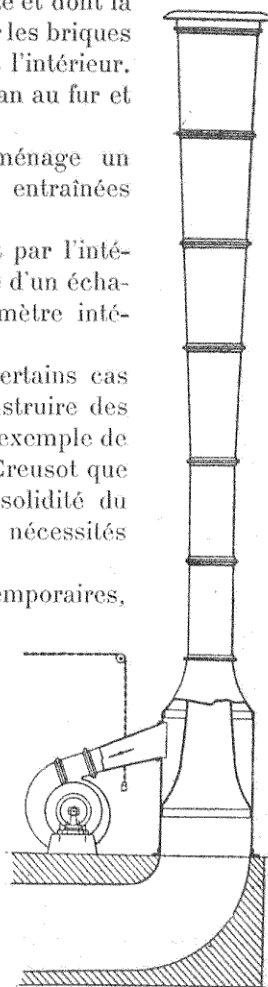 te et dont la
r les briques
l'intérieur.
an au fur et
ménage un
entraînées
par l'inté-
d'un écha-
mètre inté-
ertains cas
struire des
exemple de
Creusot que
solidité du
nécessités
emporaires,